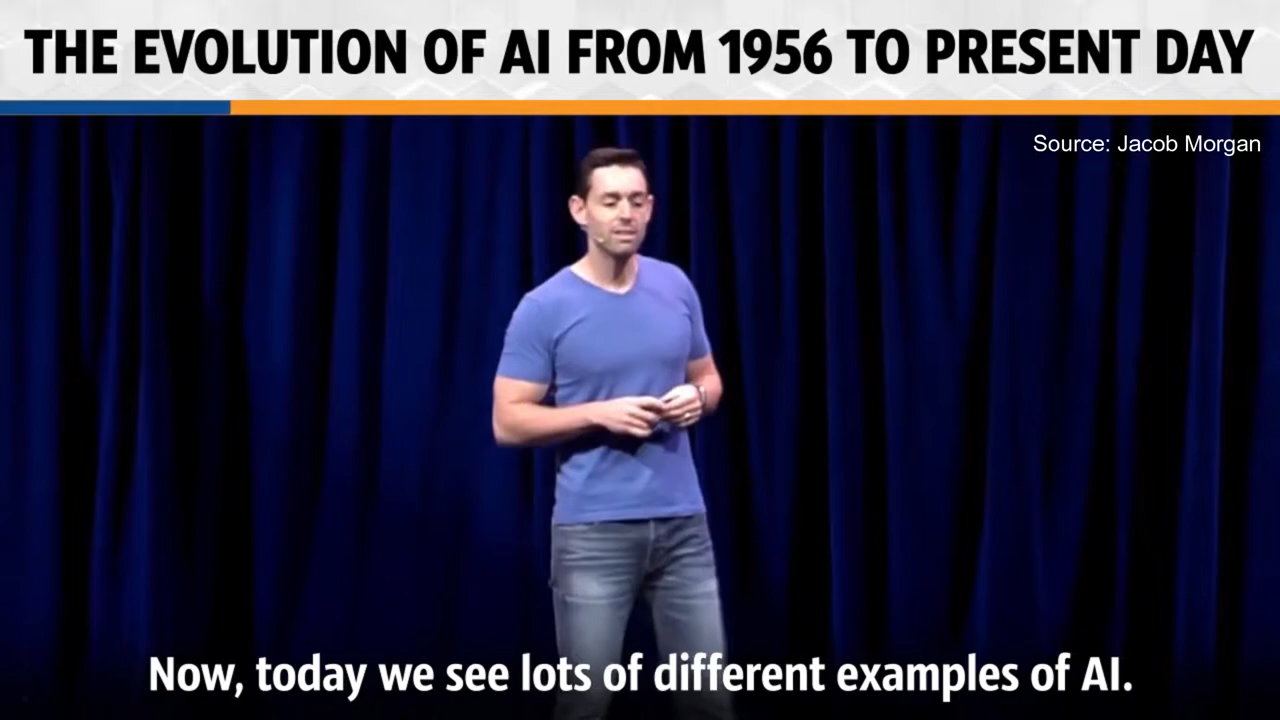 THE EVOLUTION OF AI FROM 1956 TO PRESENT DAY
Source: Jacob Morgan
Now, today we see lots of different examples of AI.